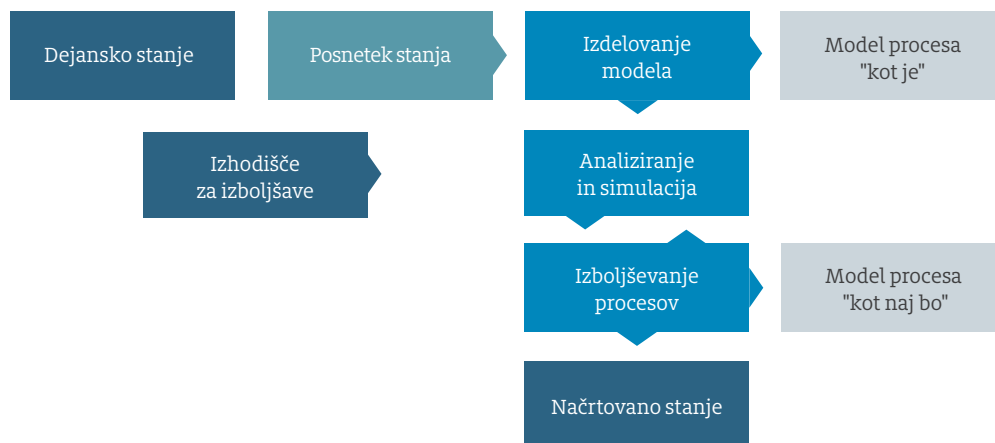 Dejansko stanje
Posnetek stanja
Izdelovanje
modela
Model procesa
"kot je"
Izhodišče
za izboljšave
Analiziranje
in simulacija
Izboljševanje
procesov
Model procesa
"kot naj bo"
Načrtovano stanje